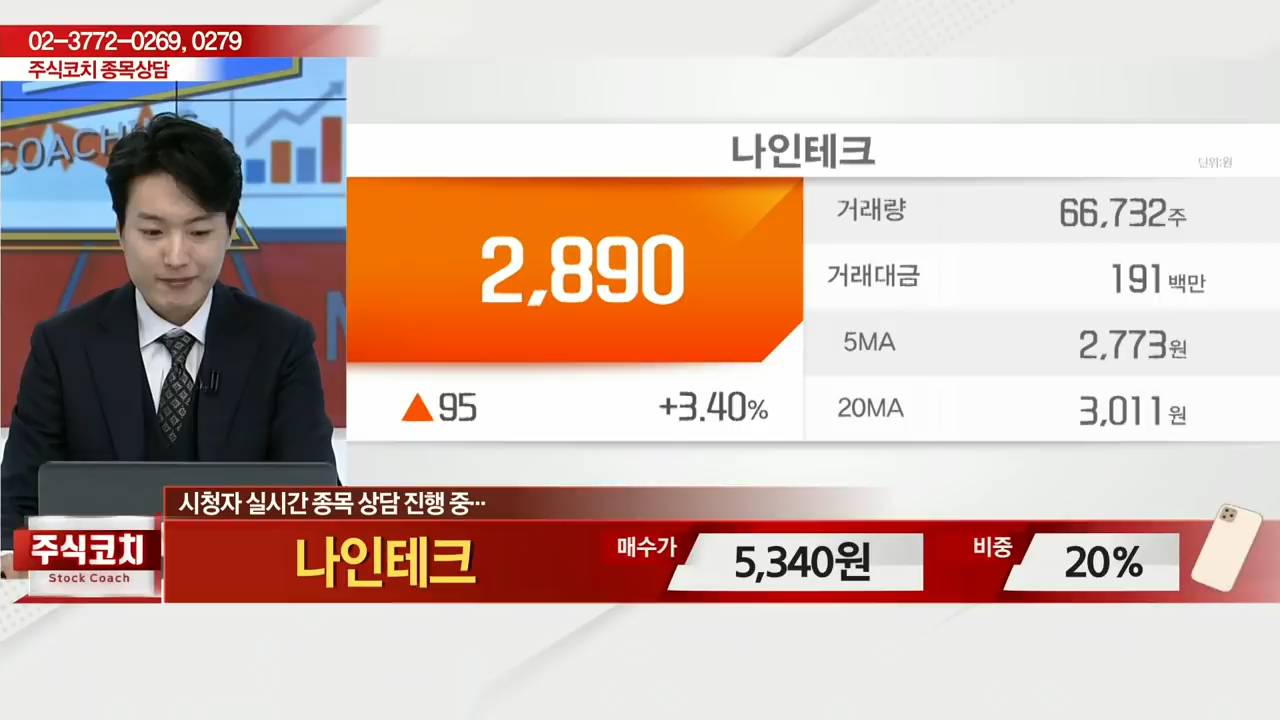 02-3772-0269, 0279
주식코치 종목상담
COACH
나인테크
단위:원
2,890
▲95 +3.40%
거래량 66,732주
거래대금 191백만
5MA 2,773원
20MA 3,011원
시청자 실시간 종목 상담 진행 중...
주식코치
Stock Coach
나인테크 매수가 5,340원 비중 20%